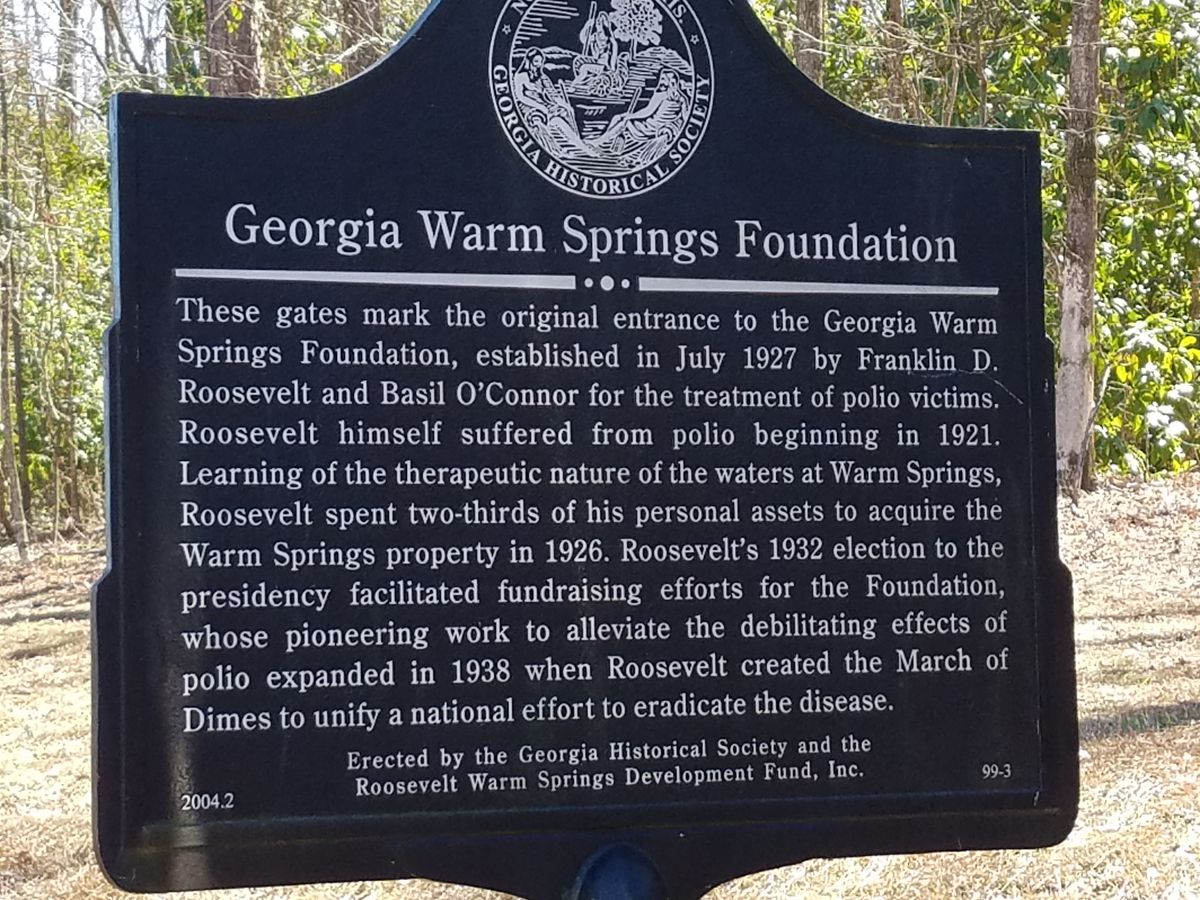 GEORGIA HISTORICAL SOCIETY
Georgia Warm Springs Foundation
These gates mark the original entrance to the Georgia Warm
Springs Foundation, established in July 1927 by Franklin D.
Roosevelt and Basil O'Connor for the treatment of polio victims.
Roosevelt himself suffered from polio beginning in 1921.
Learning of the therapeutic nature of the waters at Warm Springs,
Roosevelt spent two-thirds of his personal assets to acquire the
Warm Springs property in 1926. Roosevelt's 1932 election to the
presidency facilitated fundraising efforts for the Foundation,
whose pioneering work to alleviate the debilitating effects of
polio expanded in 1938 when Roosevelt created the March of
Dimes to unify a national effort to eradicate the disease.
Erected by the Georgia Historical Society and the
Roosevelt Warm Springs Development Fund, Inc.
2004.2
99-3